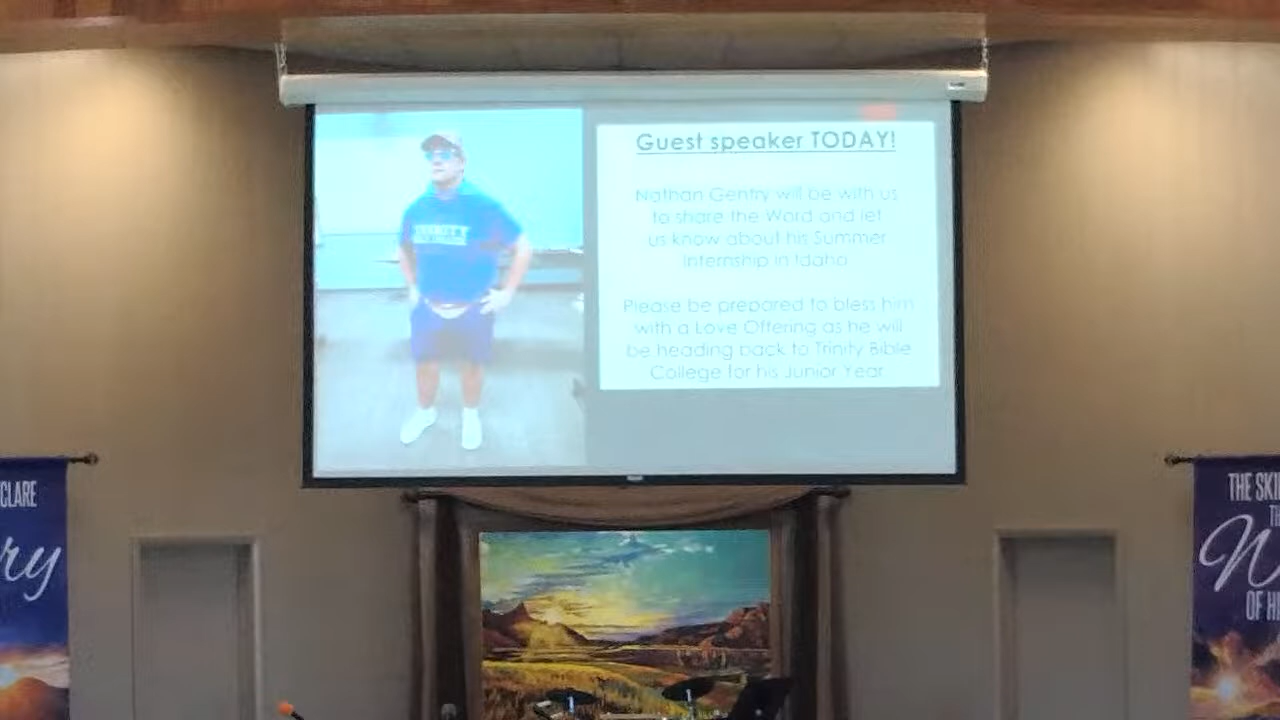 Guest speaker TODAY!
Nathan Gentry will be with us
to share the Word and let
us know about his Summer
Internship in Idaho
Please be prepared to bless him
with a Love Offering as he will
be heading back to Trinity Bible
College for his Junior Year
TRINITY
CLARE
ry
THE SKI
OF H